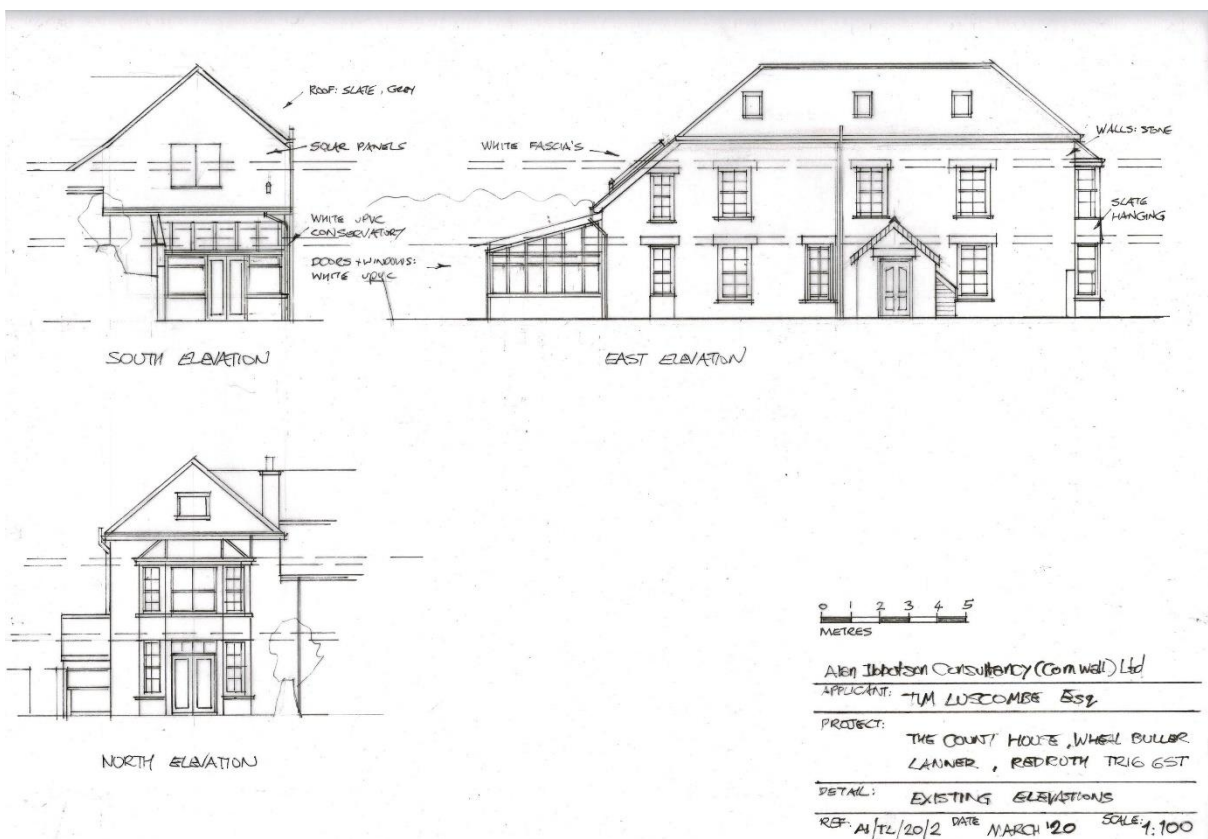 ROOF: SLATE, GREY
SOLAR PANELS
WHITE UPVC
CONSERVATORY
DOORS + WINDOWS:
WHITE UPVC
SOUTH ELEVATION
WHITE FASCIA'S
WALLS: STONE
SLATE
HANGING
EAST ELEVATION
NORTH ELEVATION
0 1 2 3 4 5
METRES
Alan Ibbotson Consultancy (Cornwall) Ltd
APPLICANT: TIM LUSCOMBE Esq
PROJECT:
THE COUNT HOUSE, WHEAL BULLER
LANNER, REDRUTH TR16 6ST
DETAIL: EXISTING ELEVATIONS
REF: AI/TL/20/2 DATE MARCH '20 SCALE: 1:100